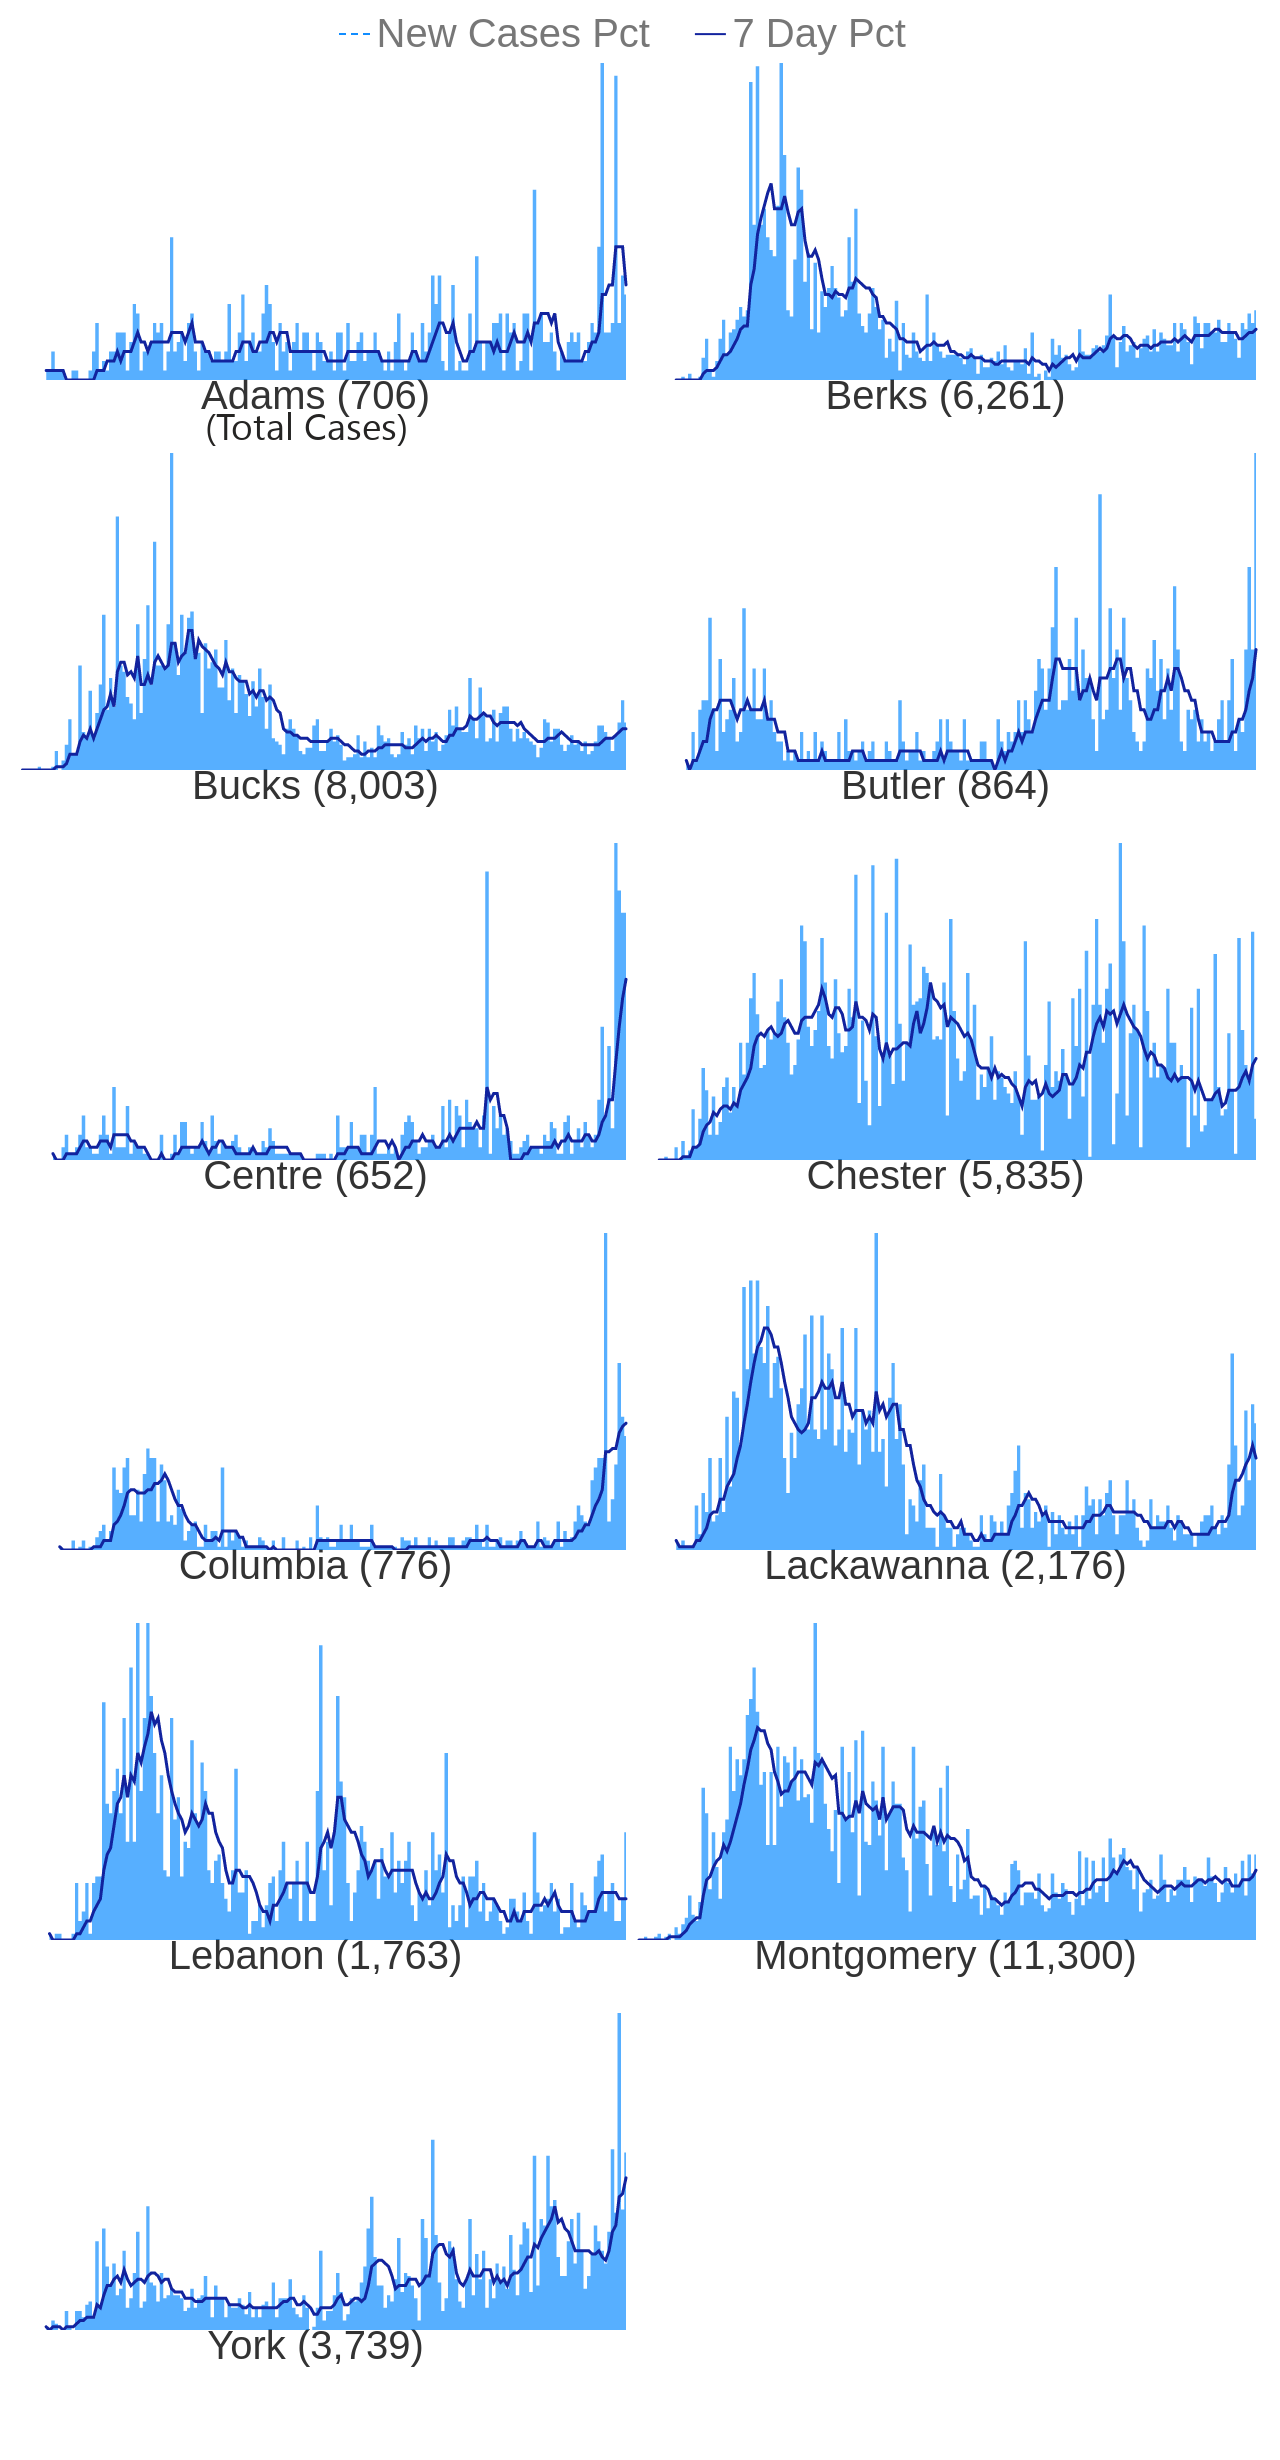 New Cases Pct 7 Day Pct
Adams (706) Berks (6,261)
(Total Cases)
Bucks (8,003) Butler (864)
Centre (652) Chester (5,835)
Columbia (776) Lackawanna (2,176)
Lebanon (1,763) Montgomery (11,300)
York (3,739)